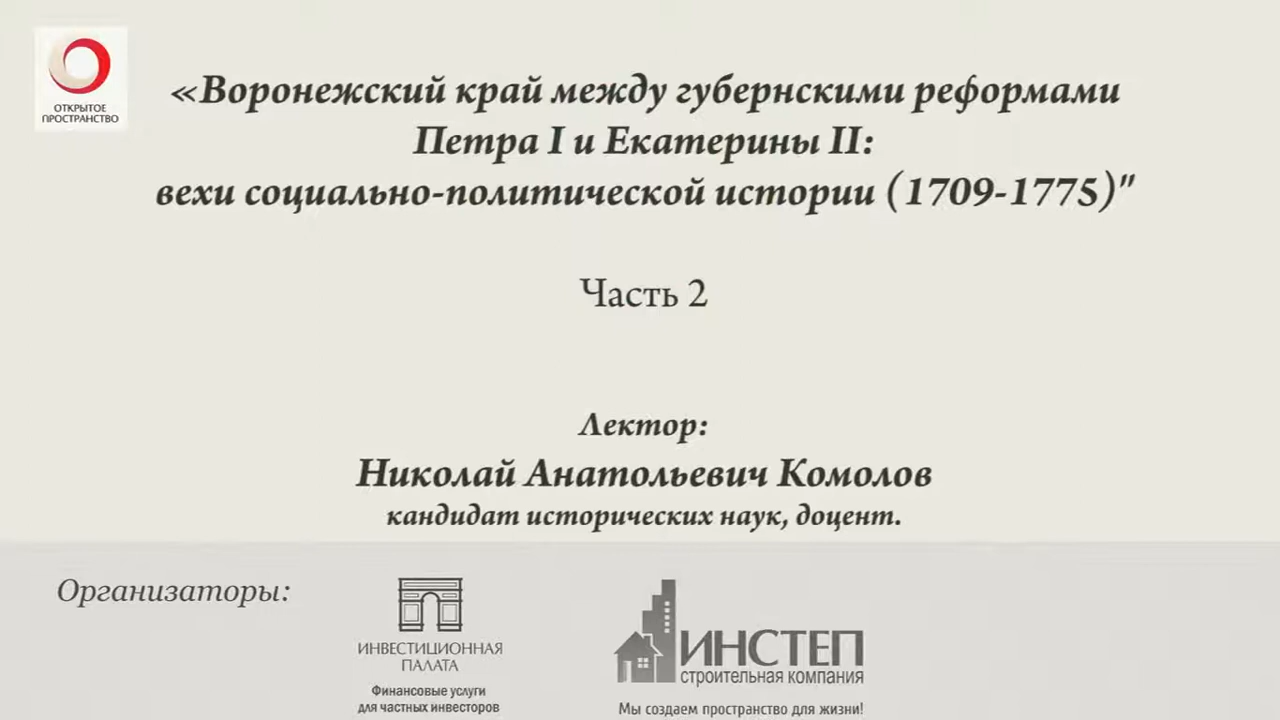 ОТКРЫТОЕ
ПРОСТРАНСТВО
«Воронежский край между губернскими реформами
Петра I и Екатерины II:
вехи социально-политической истории (1709-1775)"
Часть 2
Лектор:
Николай Анатольевич Комолов
кандидат исторических наук, доцент.
Организаторы:
ИНВЕСТИЦИОННАЯ
ПАЛАТА
Финансовые услуги
для частных инвесторов
ИНСТЕП
строительная компания
Мы создаем пространство для жизни!